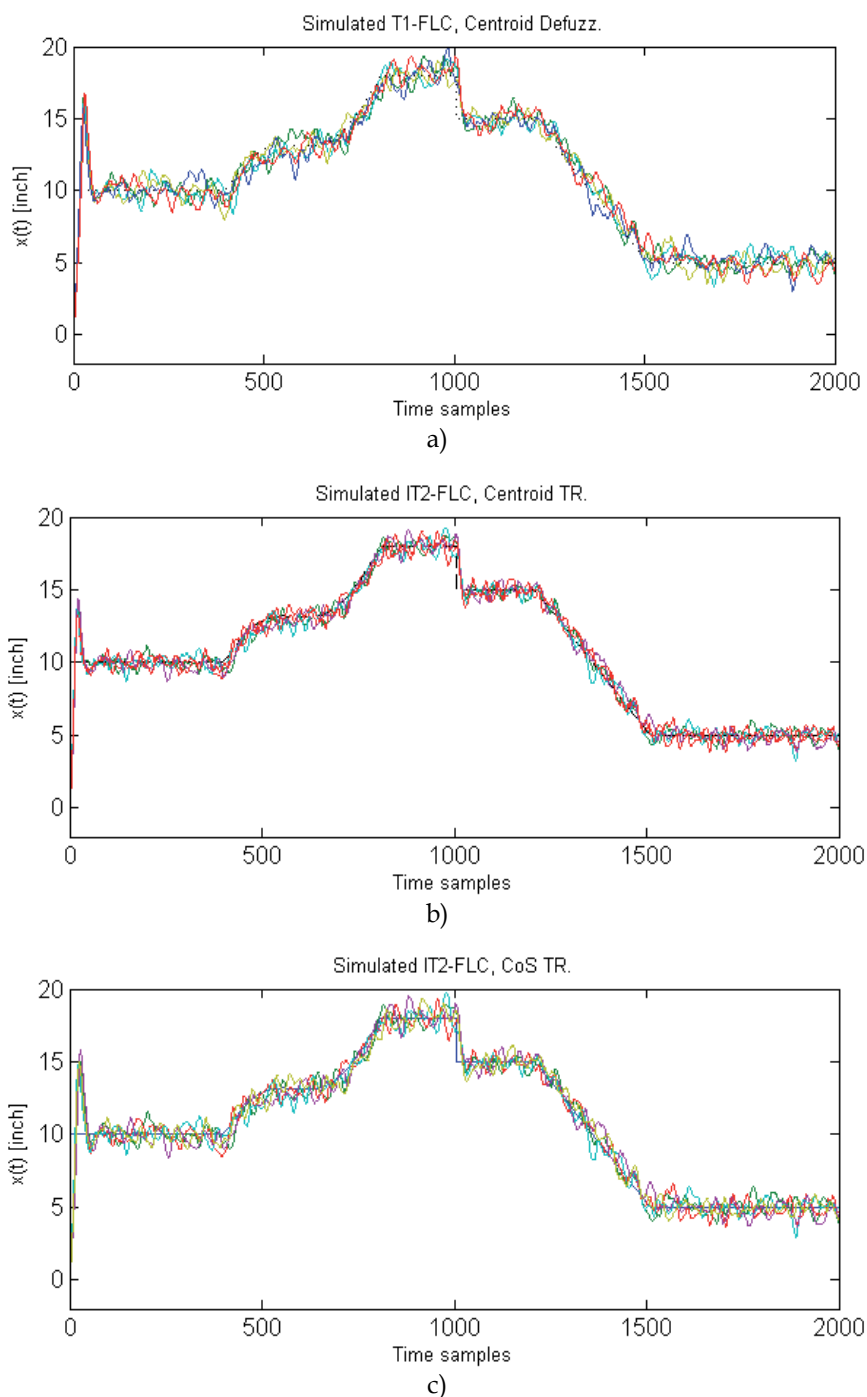 Simulated T1-FLC, Centroid Defuzz.
20
15
10
5
0
x(t) [inch]
0 500 1000 1500 2000
Time samples
a)
Simulated IT2-FLC, Centroid TR.
20
15
10
5
0
x(t) [inch]
0 500 1000 1500 2000
Time samples
b)
Simulated IT2-FLC, CoS TR.
20
15
10
5
0
x(t) [inch]
0 500 1000 1500 2000
Time samples
c)